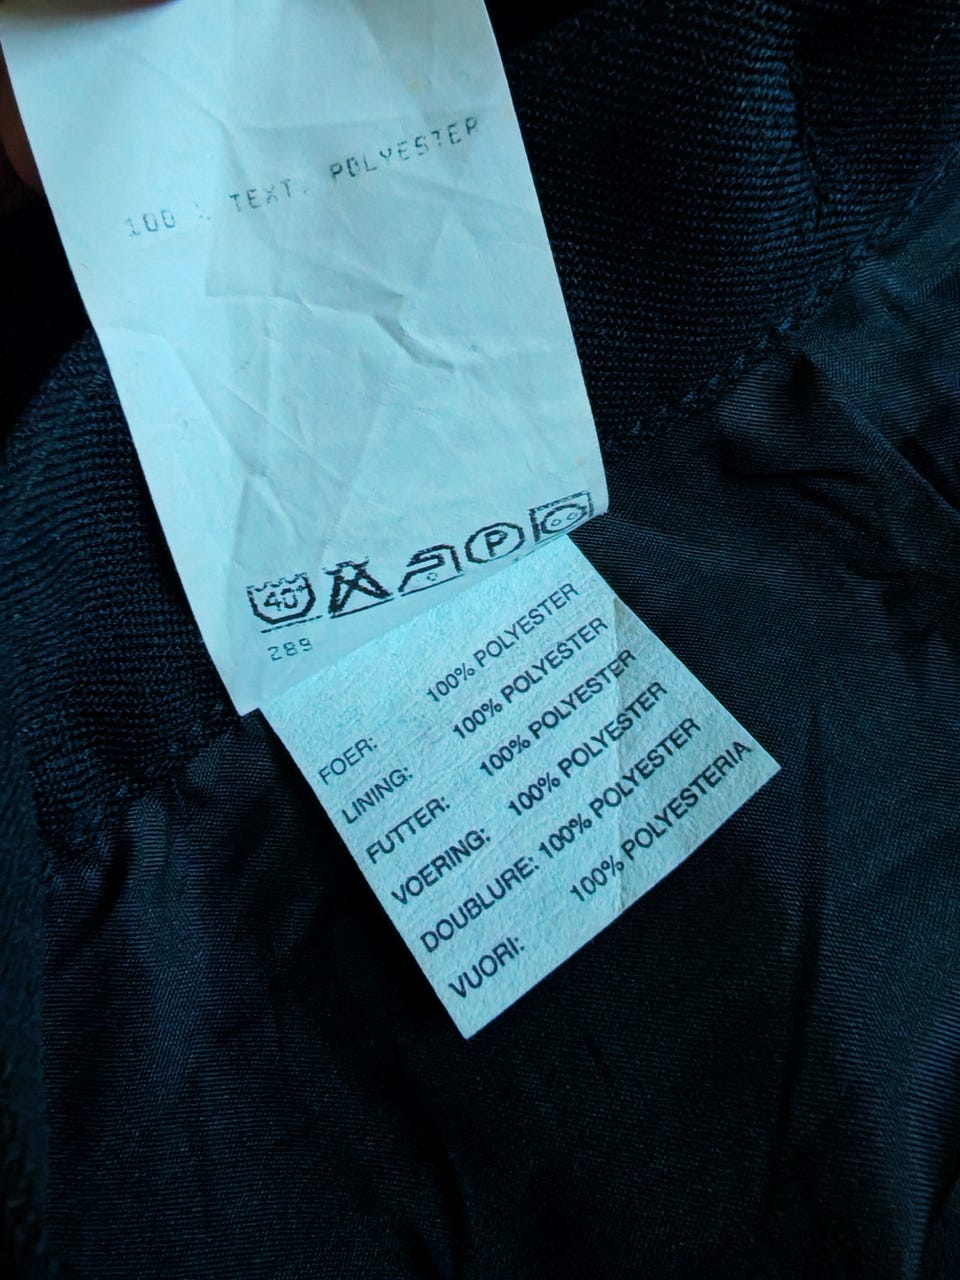 100 % TEXT. POLYESTER
40°
P
289
FOER: 100% POLYESTER
LINING: 100% POLYESTER
FUTTER: 100% POLYESTER
VOERING: 100% POLYESTER
DOUBLURE: 100% POLYESTER
VUORI: 100% POLYESTERIA